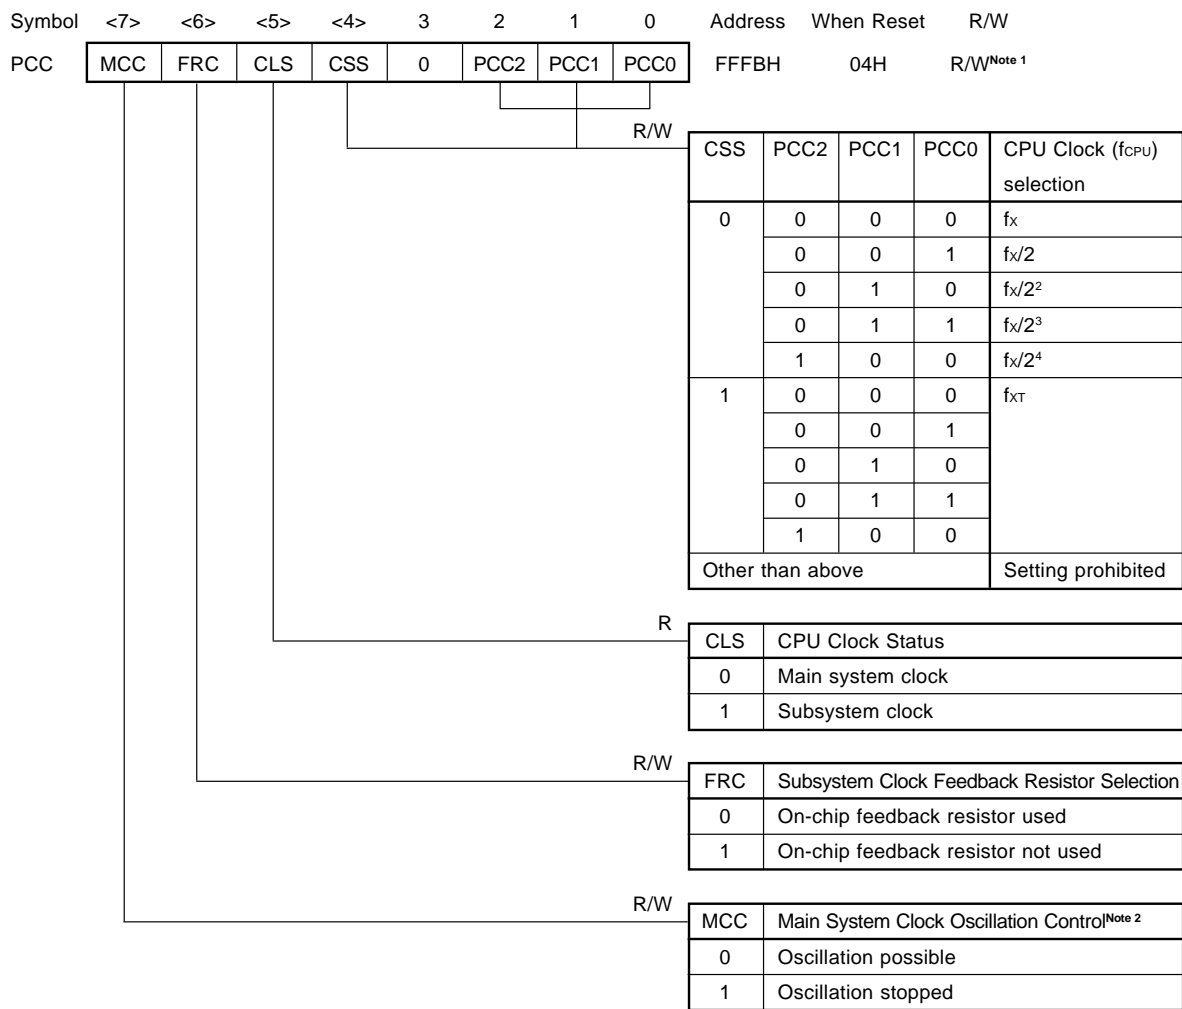 Symbol <7> <6> <5> <4> 3 2 1 0 Address When Reset R/W
PCC MCC FRC CLS CSS 0 PCC2 PCC1 PCC0 FFFBH 04H R/WNote 1
R/W
CSS PCC2 PCC1 PCC0 CPU Clock (fCPU)
selection
0 0 0 0 fX
0 0 1 fX/2
0 1 0 fX/2²
0 1 1 fX/2³
1 0 0 fX/2⁴
1 0 0 0 fXT
0 0 1
0 1 0
0 1 1
1 0 0
Other than above Setting prohibited
R
CLS CPU Clock Status
0 Main system clock
1 Subsystem clock
R/W
FRC Subsystem Clock Feedback Resistor Selection
0 On-chip feedback resistor used
1 On-chip feedback resistor not used
R/W
MCC Main System Clock Oscillation ControlNote 2
0 Oscillation possible
1 Oscillation stopped